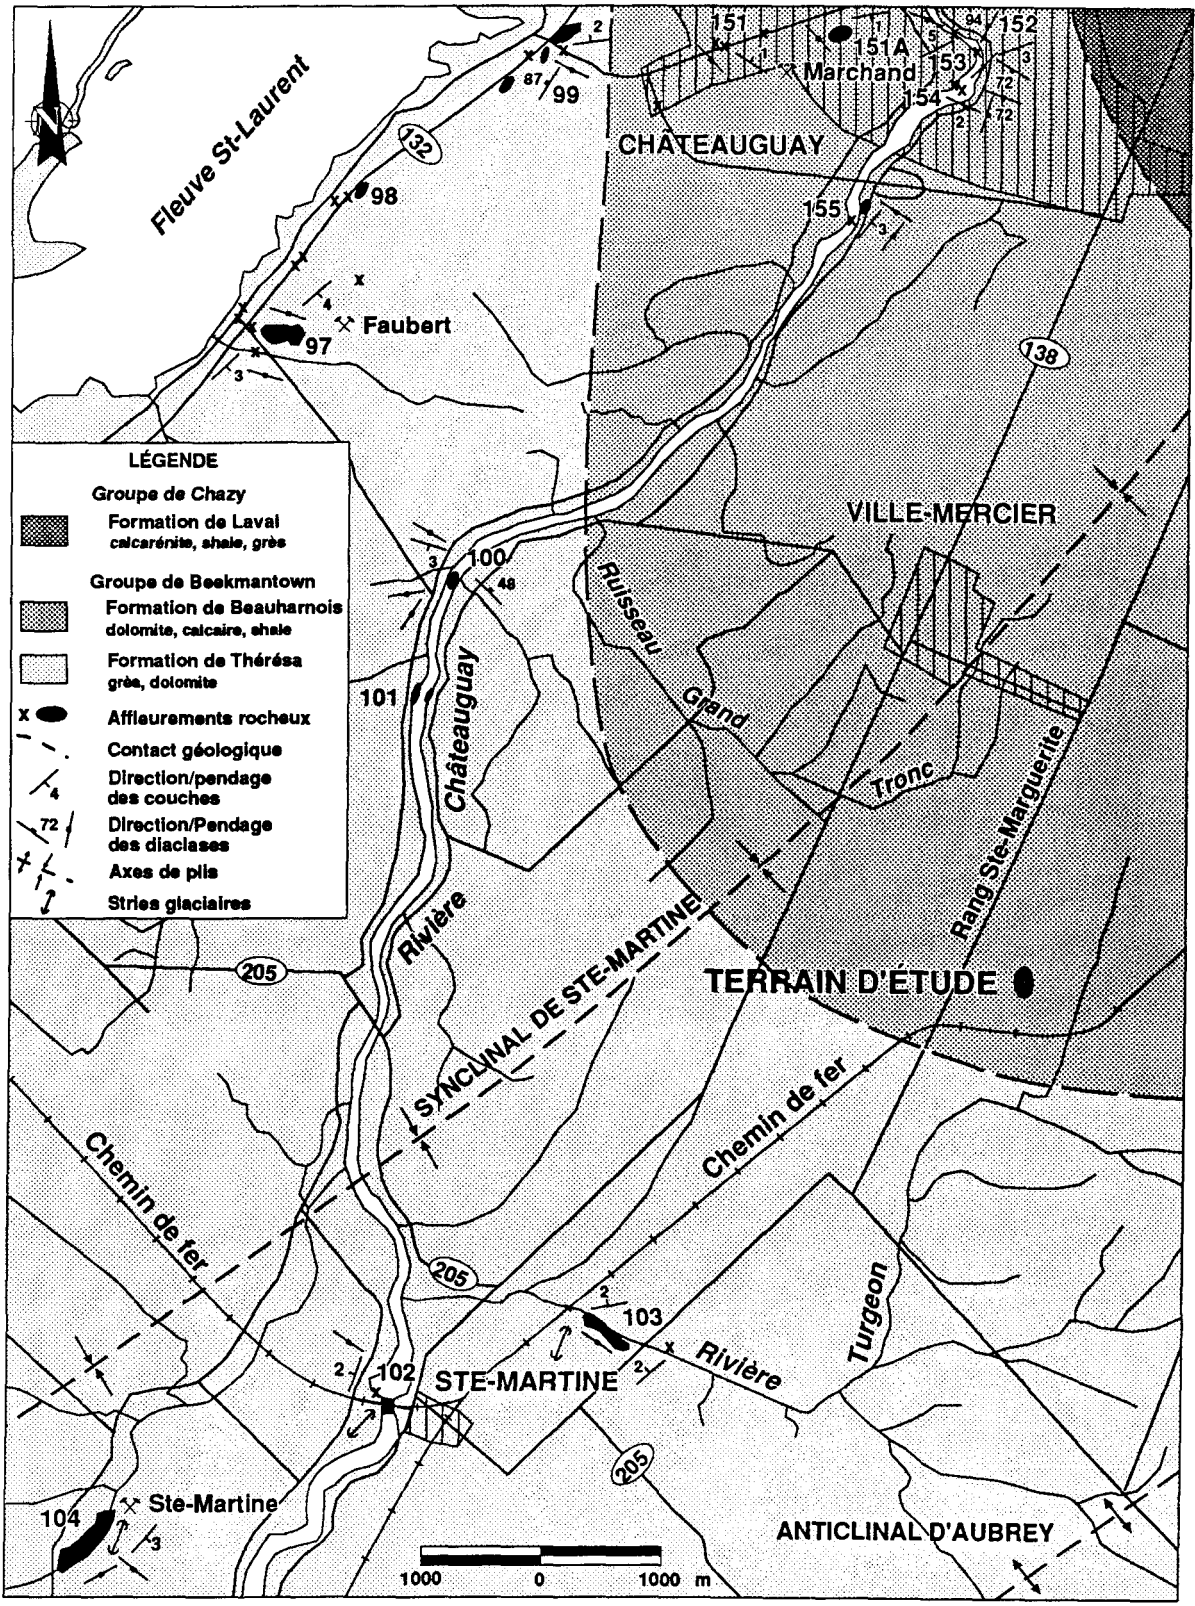 N
Fleuve St-Laurent
132
2
87
99
98
4
Faubert
97
3
151
1
1
151A
Marchand
5
94
152
153
3
72
154
2
72
CHÂTEAUGUAY
155
3
138
VILLE-MERCIER
LÉGENDE
Groupe de Chazy
Formation de Laval
calcarénite, shale, grès
Groupe de Beekmantown
Formation de Beauharnois
dolomite, calcaire, shale
Formation de Thérésa
grès, dolomite
x Affleurements rocheux
Contact géologique
Direction/pendage
des couches
4
Direction/Pendage
des diaclases
72
Axes de plis
Stries glaciaires
3
100
48
101
Châteauguay
Rivière
Ruisseau
Grand
Tronc
Rang Ste-Marguerite
TERRAIN D'ÉTUDE
205
SYNCLINAL DE STE-MARTINE
Chemin de fer
Chemin de fer
205
2
103
2
Rivière
Turgeon
2
102
STE-MARTINE
205
104
Ste-Martine
3
ANTICLINAL D'AUBREY
1000 0 1000 m